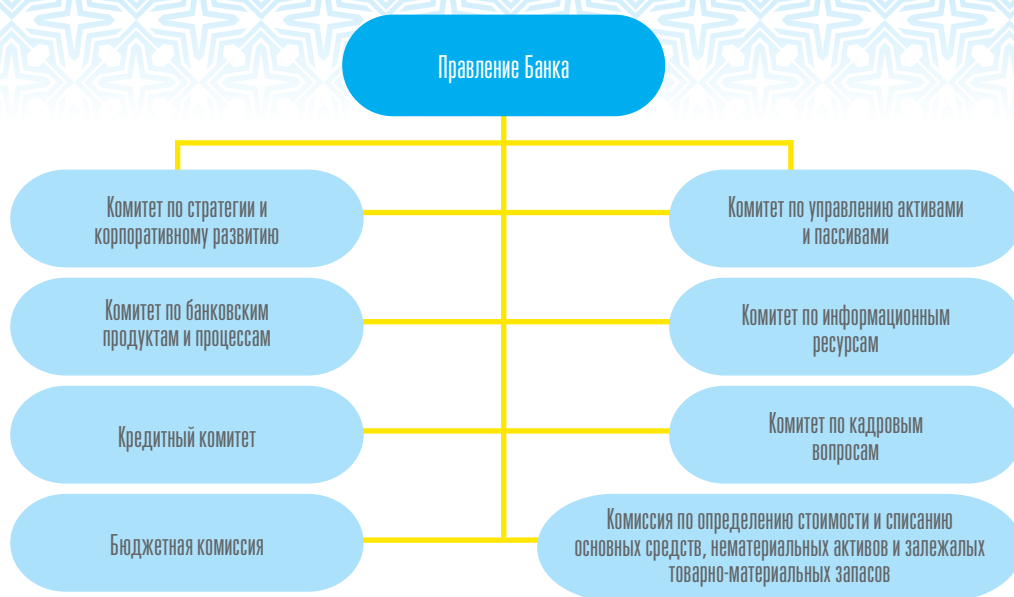 Правление Банка
Комитет по стратегии и
корпоративному развитию
Комитет по управлению активами
и пассивами
Комитет по банковским
продуктам и процессам
Комитет по информационным
ресурсам
Кредитный комитет
Комитет по кадровым
вопросам
Бюджетная комиссия
Комиссия по определению стоимости и списанию
основных средств, нематериальных активов и залежалых
товарно-материальных запасов